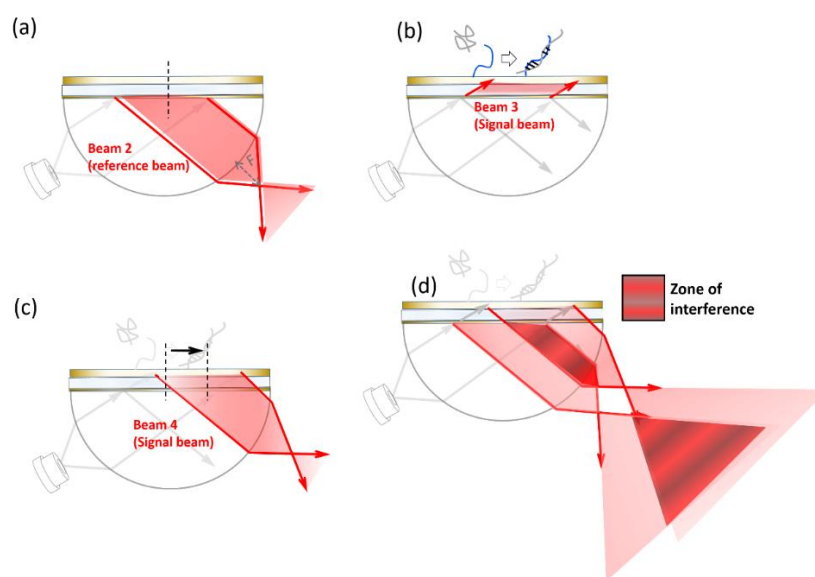 (a)
Beam 2
(reference beam)
F
(b)
Beam 3
(Signal beam)
(c)
Beam 4
(Signal beam)
(d)
Zone of
interference